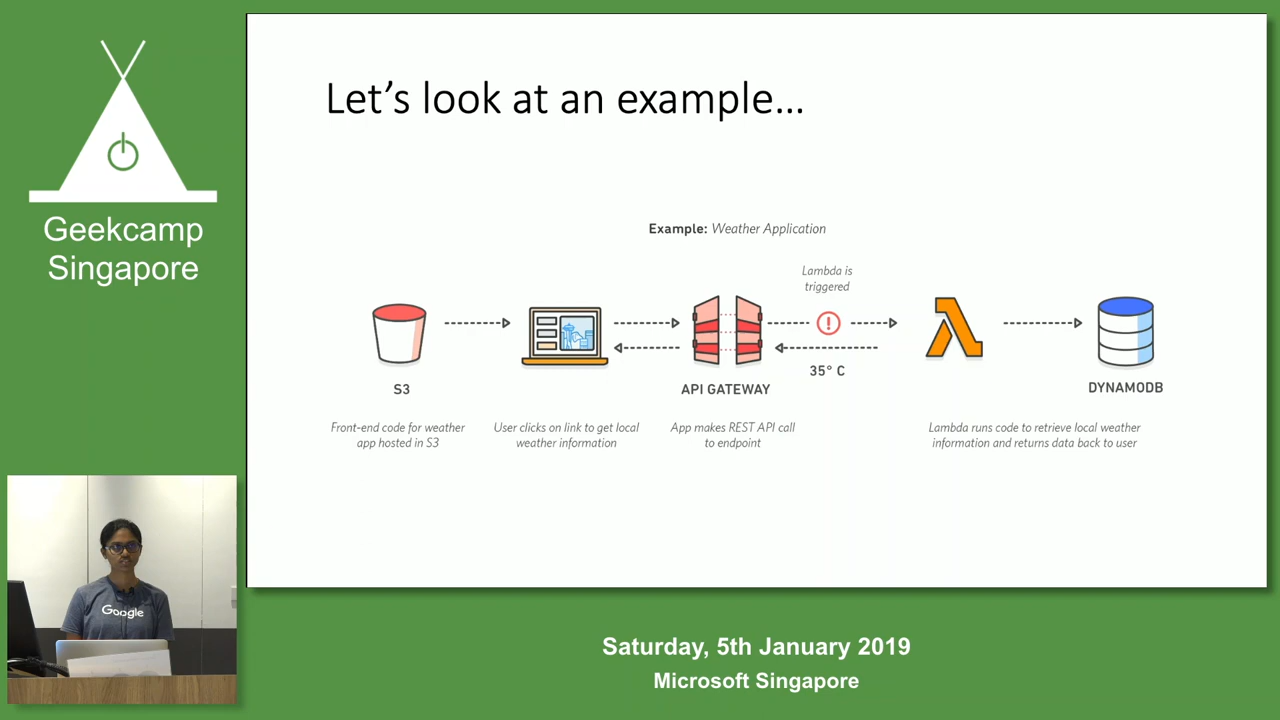 Geekcamp
Singapore
Let's look at an example...
Example: Weather Application
Lambda is
triggered
35° C
S3
API GATEWAY
DYNAMODB
Front-end code for weather
app hosted in S3
User clicks on link to get local
weather information
App makes REST API call
to endpoint
Lambda runs code to retrieve local weather
information and returns data back to user
Google
Saturday, 5th January 2019
Microsoft Singapore